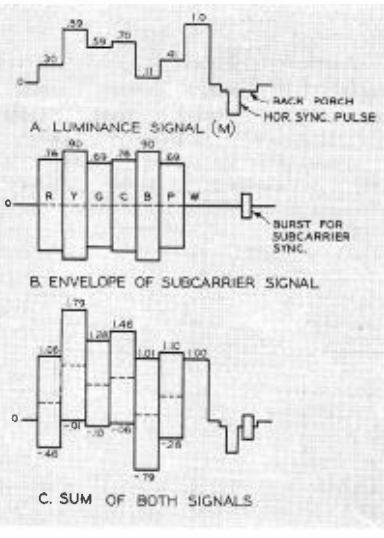 1.0
.89
.59 .70
.30 .11 .41
0
BACK PORCH
HOR. SYNC. PULSE
A. LUMINANCE SIGNAL (M)
.76 .90 .69 .76 .90 .69
0 R Y G C B P W
BURST FOR
SUBCARRIER
SYNC.
B. ENVELOPE OF SUBCARRIER SIGNAL
1.79
1.28 1.46
1.06 1.01 1.10 1.00
0
-.01 -.10 -.06
-.46 -.28
-.79
C. SUM OF BOTH SIGNALS